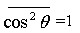 cos² θ =1